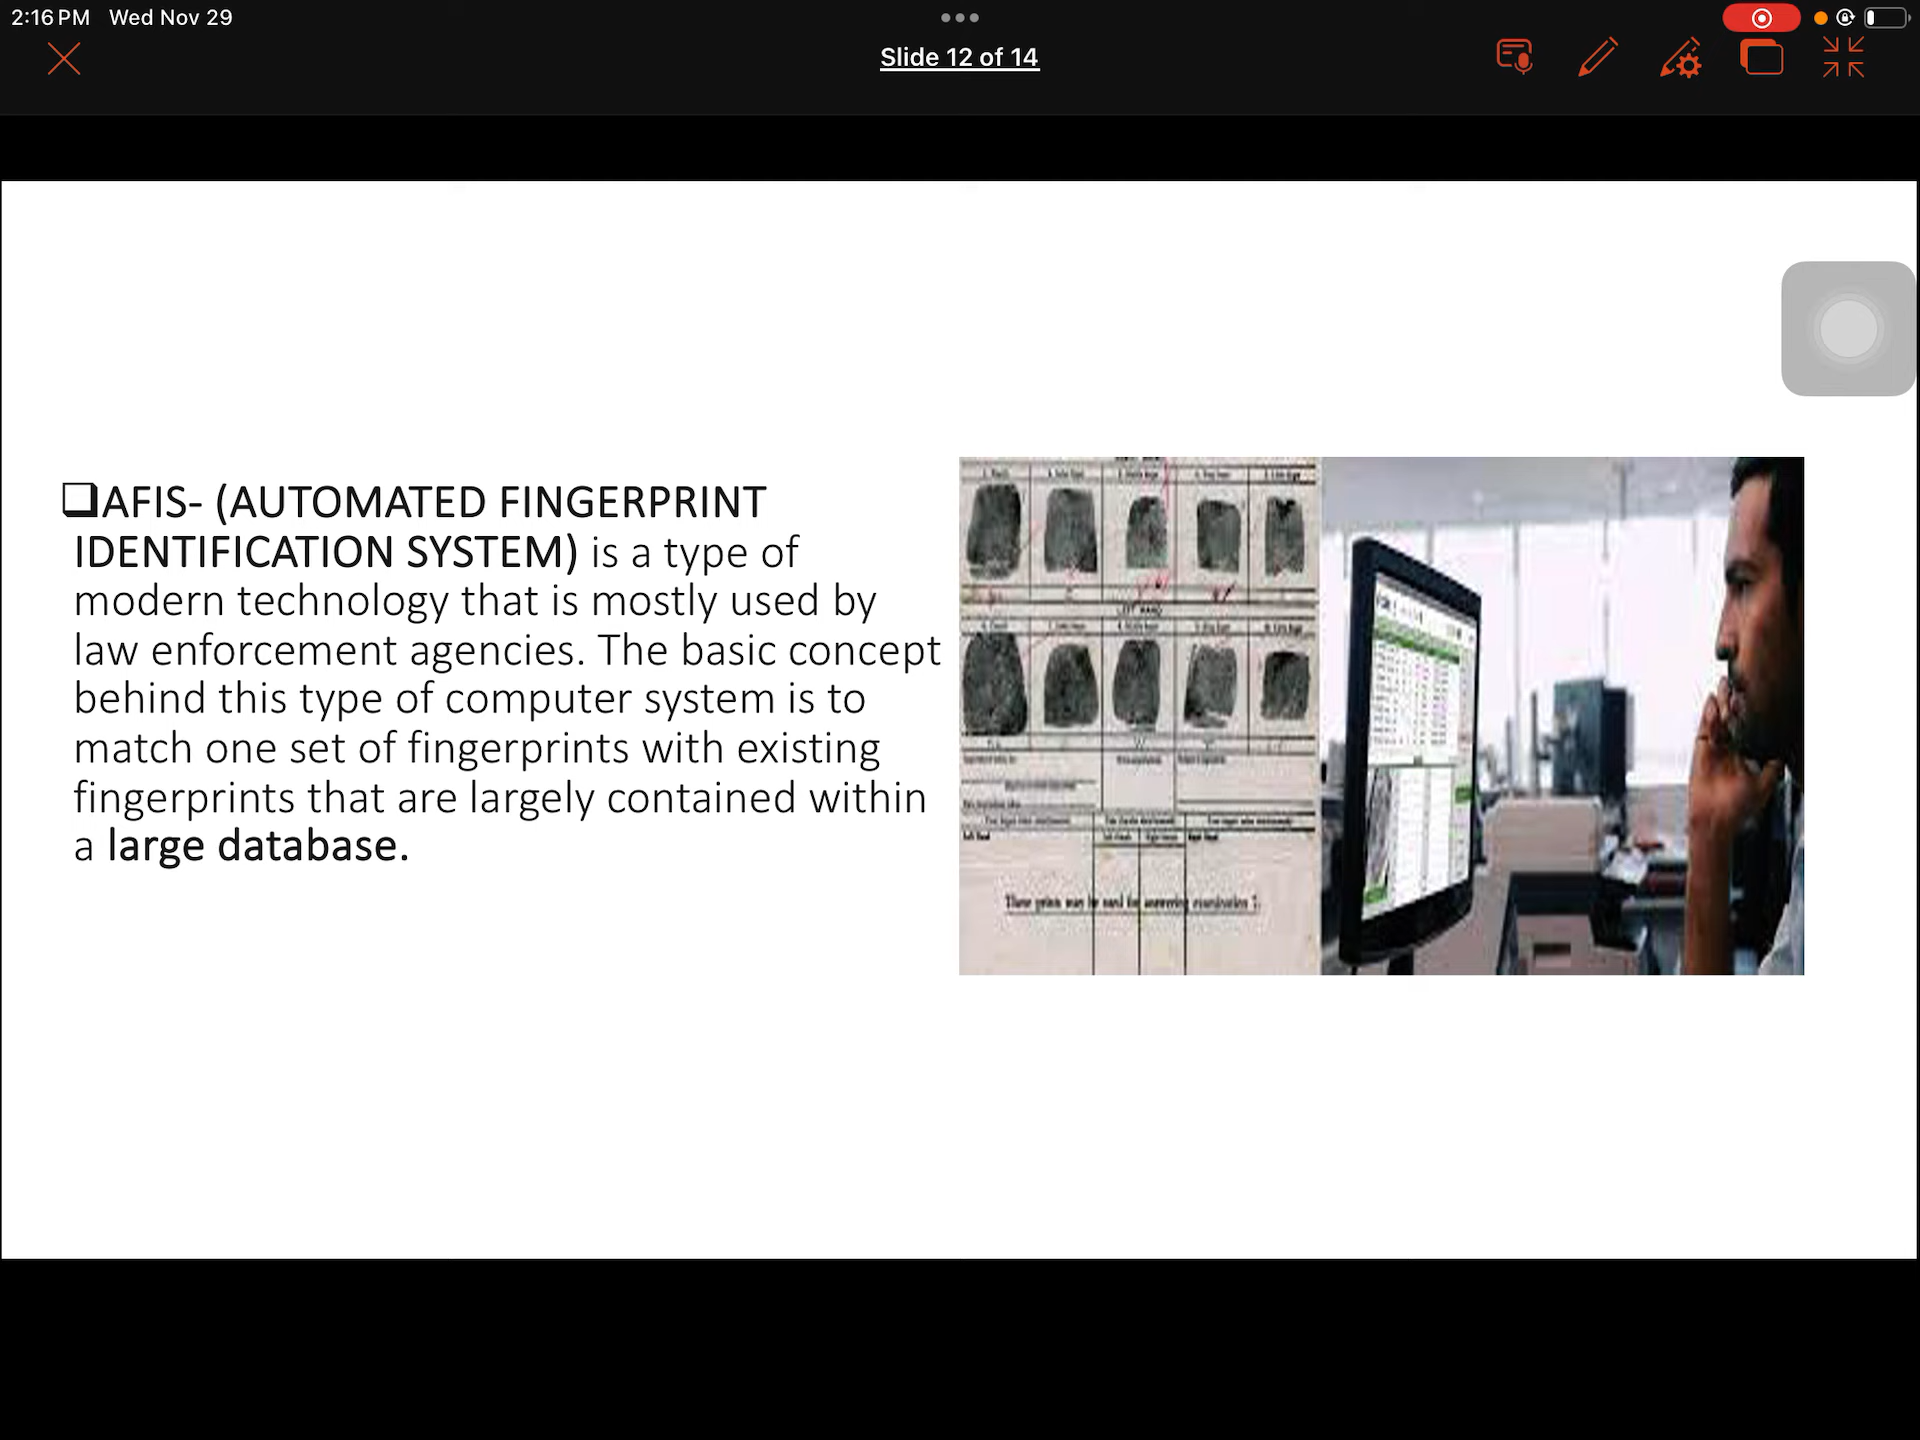 2:16 PM Wed Nov 29
Slide 12 of 14
❑AFIS- (AUTOMATED FINGERPRINT
IDENTIFICATION SYSTEM) is a type of
modern technology that is mostly used by
law enforcement agencies. The basic concept
behind this type of computer system is to
match one set of fingerprints with existing
fingerprints that are largely contained within
a large database.